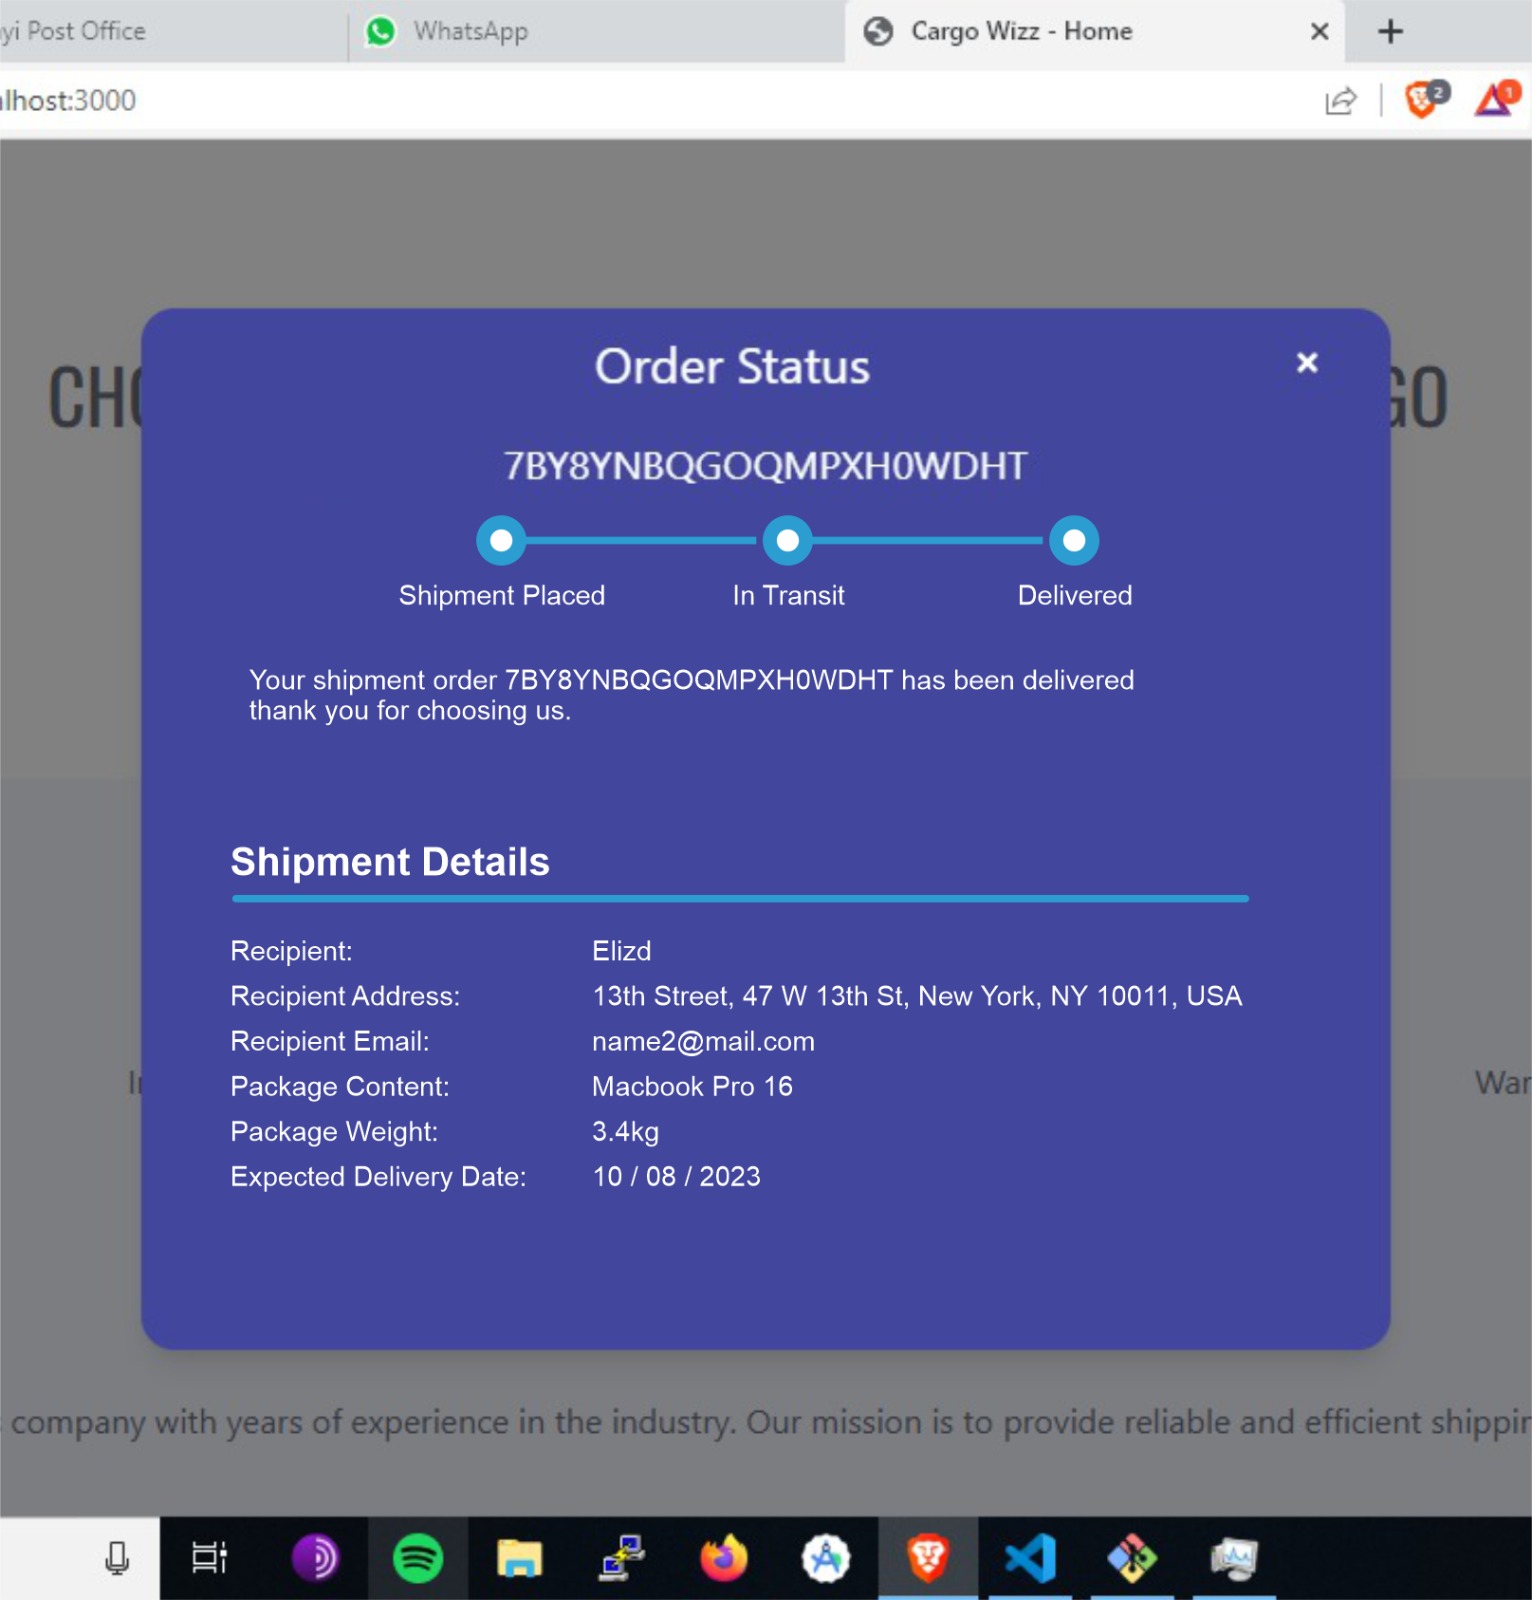 yi Post Office
WhatsApp
Cargo Wizz - Home
lhost:3000
2
1
CHO
GO
Order Status
7BY8YNBQGOQMPXH0WDHT
Shipment Placed
In Transit
Delivered
Your shipment order 7BY8YNBQGOQMPXH0WDHT has been delivered
thank you for choosing us.
Shipment Details
Recipient: Elizd
Recipient Address: 13th Street, 47 W 13th St, New York, NY 10011, USA
Recipient Email: name2@mail.com
Package Content: Macbook Pro 16
War
Package Weight: 3.4kg
Expected Delivery Date: 10 / 08 / 2023
company with years of experience in the industry. Our mission is to provide reliable and efficient shippin